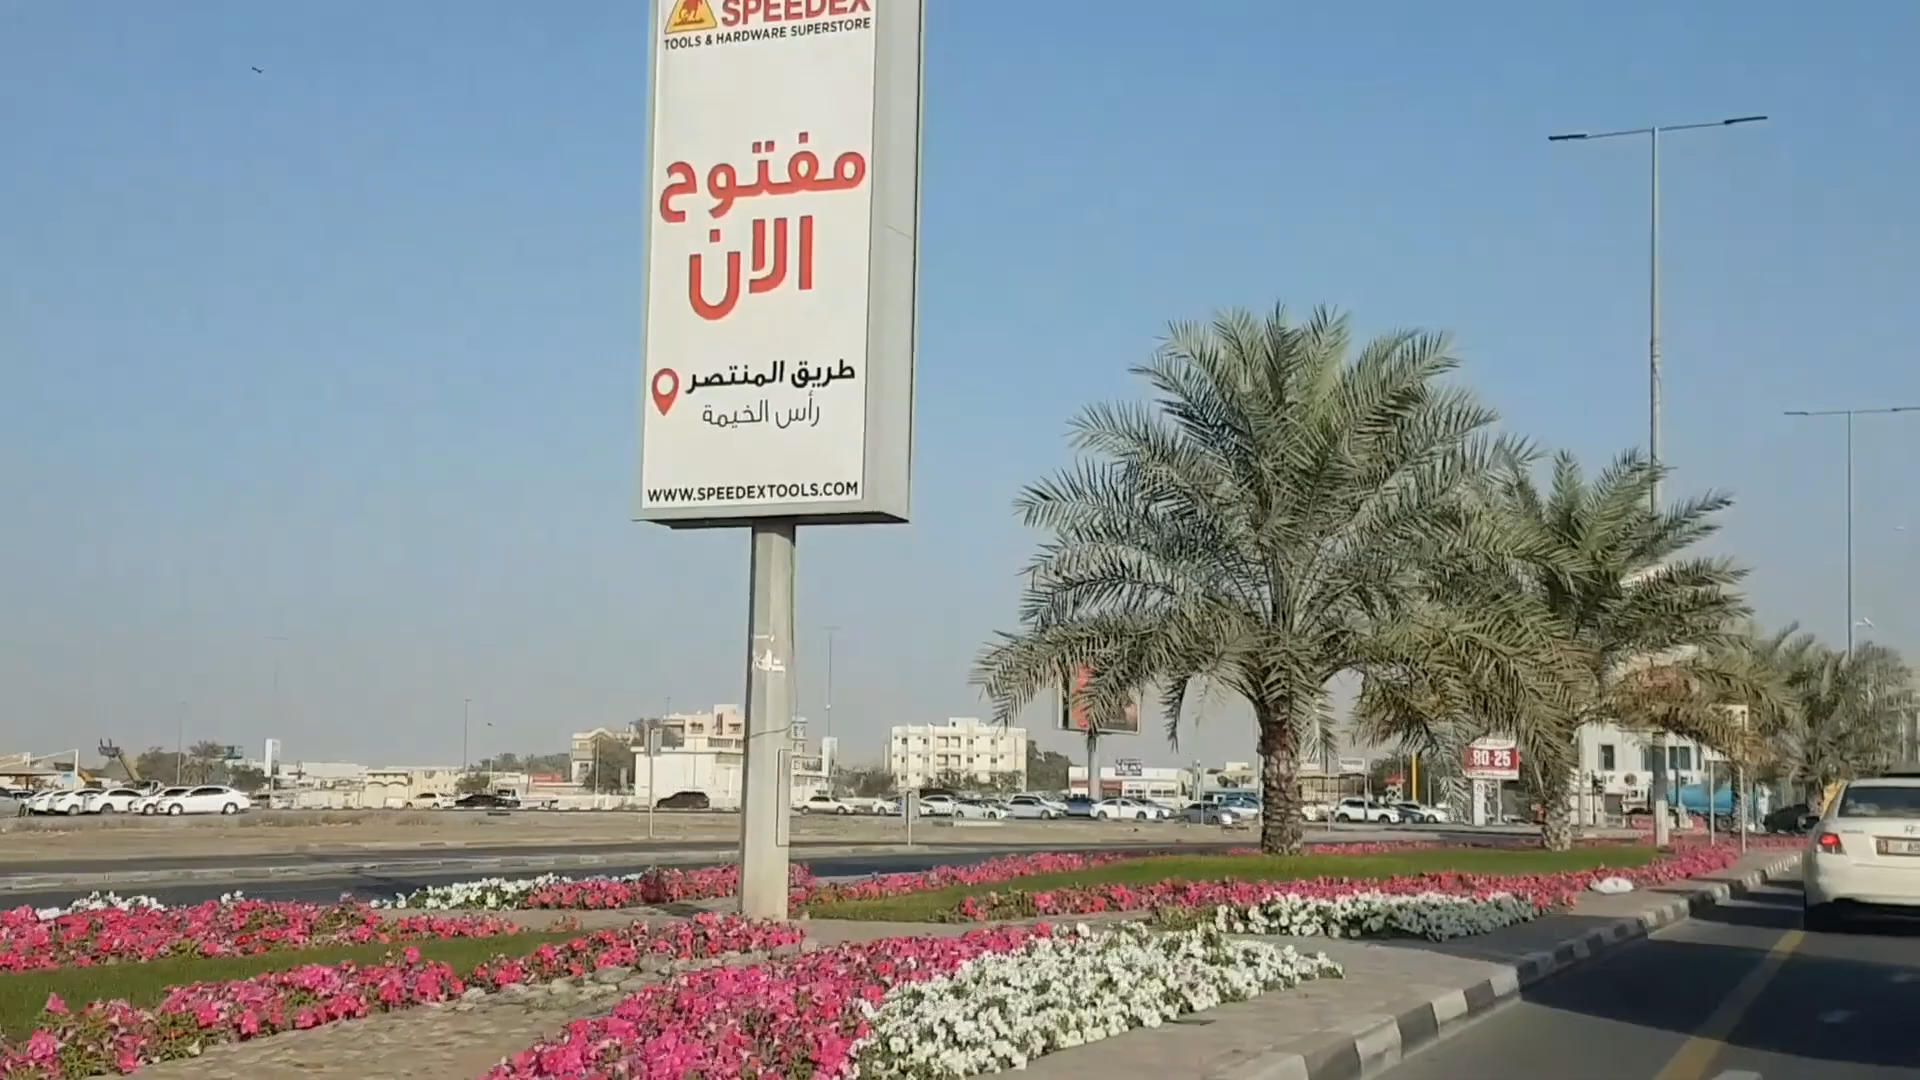 SPEEDEX
TOOLS & HARDWARE SUPERSTORE
مفتوح
الان
طريق المنتصر
رأس الخيمة
WWW.SPEEDEXTOOLS.COM
80-25